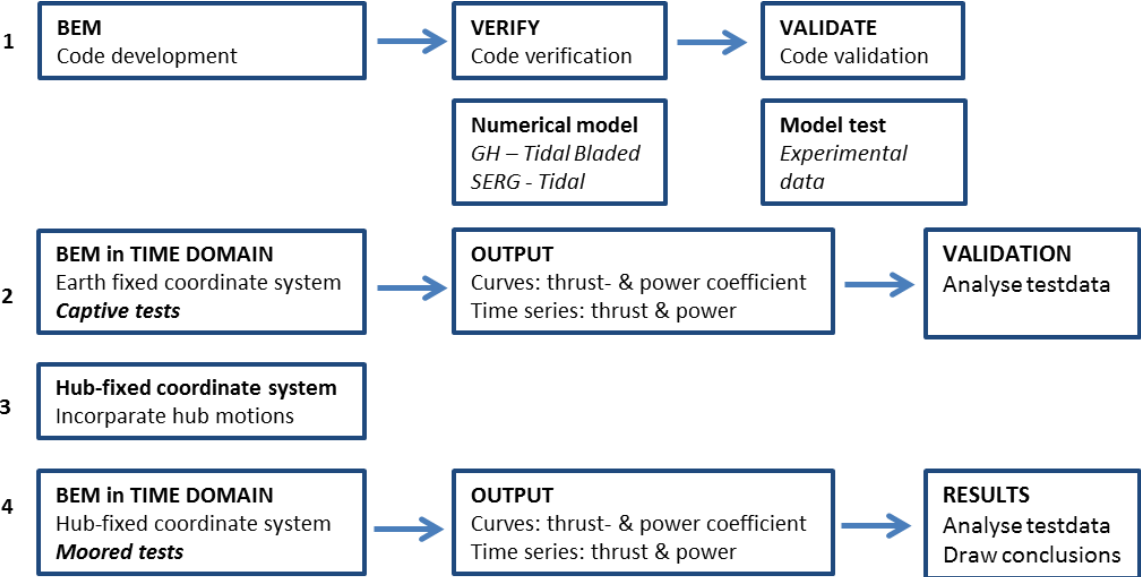 1
BEM
Code development
VERIFY
Code verification
VALIDATE
Code validation
Numerical model
GH – Tidal Bladed
SERG - Tidal
Model test
Experimental
data
2
BEM in TIME DOMAIN
Earth fixed coordinate system
Captive tests
OUTPUT
Curves: thrust- & power coefficient
Time series: thrust & power
VALIDATION
Analyse testdata
3
Hub-fixed coordinate system
Incorparate hub motions
4
BEM in TIME DOMAIN
Hub-fixed coordinate system
Moored tests
OUTPUT
Curves: thrust- & power coefficient
Time series: thrust & power
RESULTS
Analyse testdata
Draw conclusions